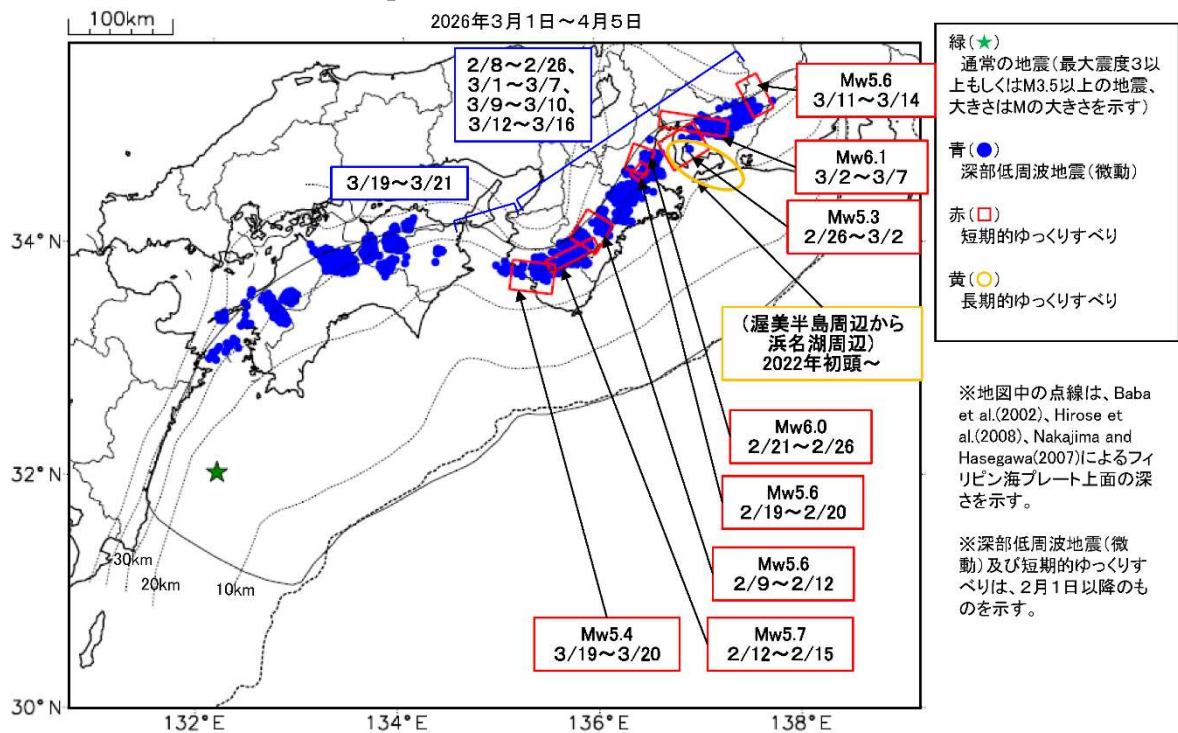 2026年3月1日～4月5日
100km
2/8～2/26、
3/1～3/7、
3/9～3/10、
3/12～3/16
3/19～3/21
Mw5.6
3/11～3/14
Mw6.1
3/2～3/7
Mw5.3
2/26～3/2
(渥美半島周辺から
浜名湖周辺)
2022年初頭～
Mw6.0
2/21～2/26
Mw5.6
2/19～2/20
Mw5.6
2/9～2/12
Mw5.7
2/12～2/15
Mw5.4
3/19～3/20
34°N
32°N
30°N
132°E
134°E
136°E
138°E
30km
20km
10km
緑(★)
通常の地震(最大震度3以
上もしくはM3.5以上の地震、
大きさはMの大きさを示す)
青(●)
深部低周波地震(微動)
赤(□)
短期的ゆっくりすべり
黄(○)
長期的ゆっくりすべり
※地図中の点線は、Baba
et al.(2002)、Hirose et
al.(2008)、Nakajima and
Hasegawa(2007)によるフィ
リピン海プレート上面の深
さを示す。
※深部低周波地震(微
動)及び短期的ゆっくりす
べりは、2月1日以降のも
のを示す。